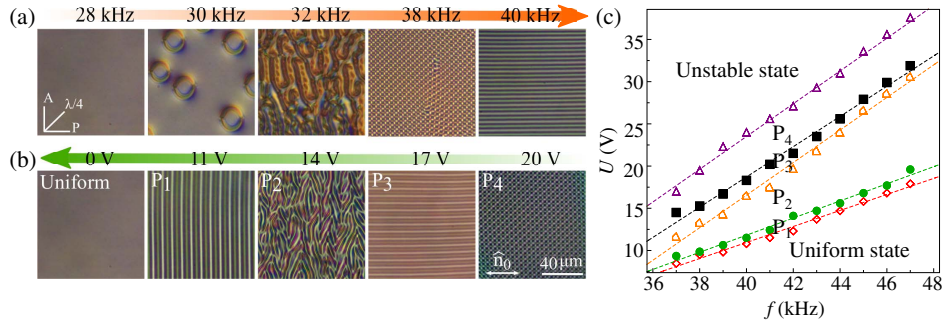 (a) 28 kHz 30 kHz 32 kHz 38 kHz 40 kHz
A
λ/4
P
(b) 0 V 11 V 14 V 17 V 20 V
Uniform P₁ P₂ P₃ P₄
n̂₀
40 μm
(c)
35
30
25
20
15
10
U (V)
Unstable state
P₄
P₃
P₂
P₁
Uniform state
36 38 40 42 44 46 48
f (kHz)